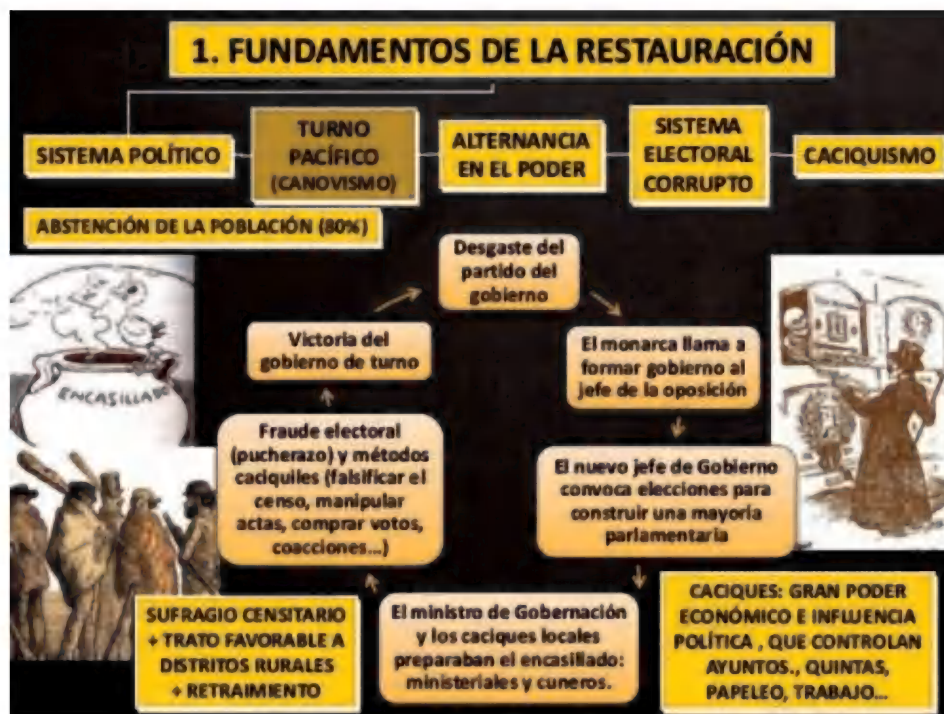 1. FUNDAMENTOS DE LA RESTAURACIÓN
SISTEMA POLÍTICO
TURNO
PACÍFICO
(CANOVISMO)
ALTERNANCIA
EN EL PODER
SISTEMA
ELECTORAL
CORRUPTO
CACIQUISMO
ABSTENCIÓN DE LA POBLACIÓN (80%)
Desgaste del
partido del
gobierno
El monarca llama a
formar gobierno al
jefe de la oposición
El nuevo jefe de Gobierno
convoca elecciones para
construir una mayoría
parlamentaria
El ministro de Gobernación
y los caciques locales
preparaban el encasillado:
ministeriales y cuneros.
Fraude electoral
(pucherazo) y métodos
caciquiles (falsificar el
censo, manipular
actas, comprar votos,
coacciones...)
Victoria del
gobierno de turno
ENCASILLADO
SUFRAGIO CENSITARIO
+ TRATO FAVORABLE A
DISTRITOS RURALES
+ RETRAIMIENTO
CACIQUES: GRAN PODER
ECONÓMICO E INFLUENCIA
POLÍTICA , QUE CONTROLAN
AYUNTOS., QUINTAS,
PAPELEO, TRABAJO...